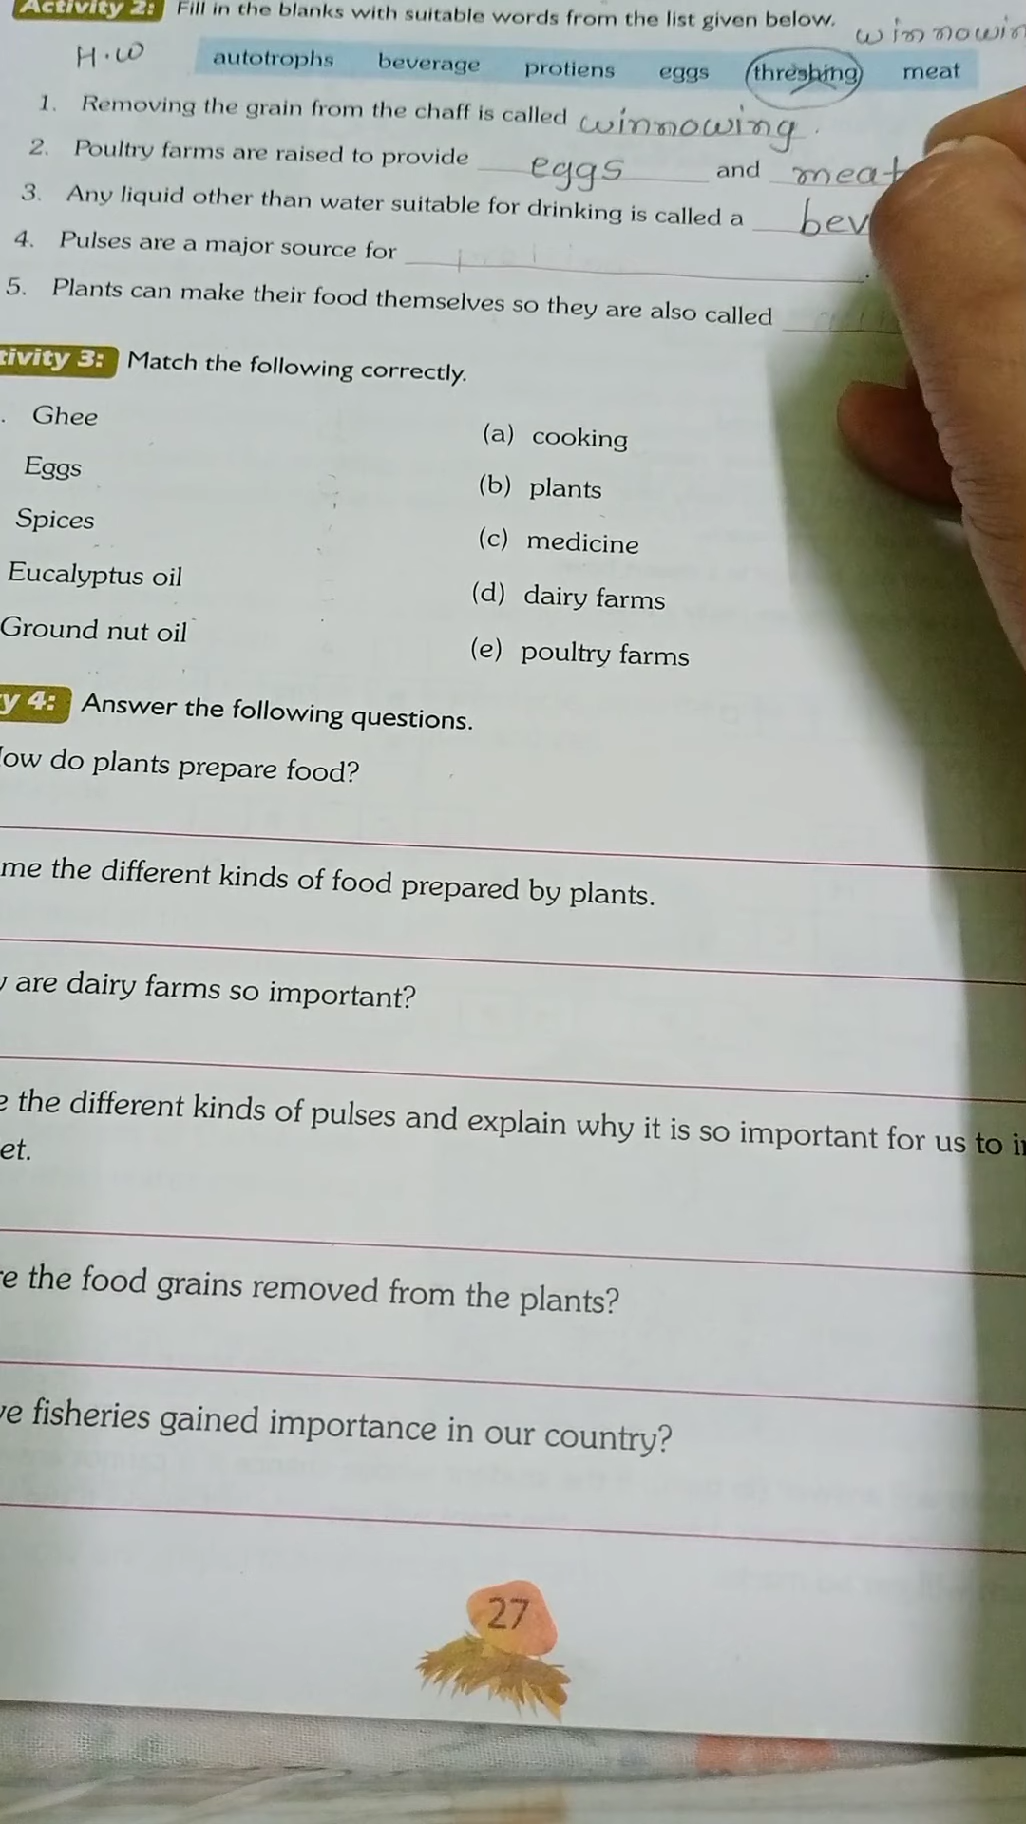 Activity 2: Fill in the blanks with suitable words from the list given below.
H.W
autotrophs beverage protiens eggs threshing meat
1. Removing the grain from the chaff is called winnowing.
2. Poultry farms are raised to provide eggs and meat
3. Any liquid other than water suitable for drinking is called a bev
4. Pulses are a major source for
5. Plants can make their food themselves so they are also called
tivity 3: Match the following correctly.
. Ghee (a) cooking
Eggs (b) plants
Spices (c) medicine
Eucalyptus oil (d) dairy farms
Ground nut oil (e) poultry farms
y 4: Answer the following questions.
ow do plants prepare food?
me the different kinds of food prepared by plants.
y are dairy farms so important?
e the different kinds of pulses and explain why it is so important for us to
et.
re the food grains removed from the plants?
ve fisheries gained importance in our country?
27